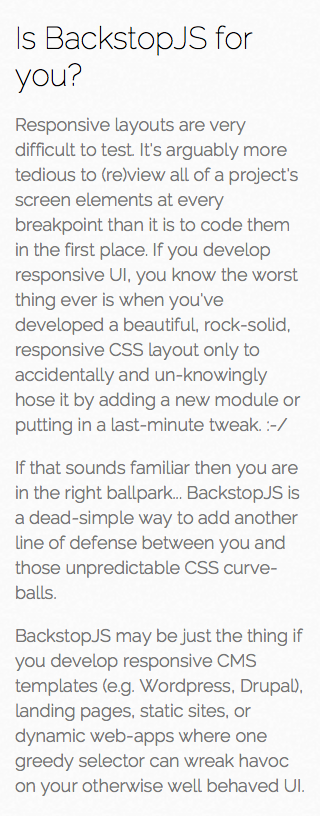 Is BackstopJS for
you?
Responsive layouts are very
difficult to test. It's arguably more
tedious to (re)view all of a project's
screen elements at every
breakpoint than it is to code them
in the first place. If you develop
responsive UI, you know the worst
thing ever is when you've
developed a beautiful, rock-solid,
responsive CSS layout only to
accidentally and un-knowingly
hose it by adding a new module or
putting in a last-minute tweak. :-/
If that sounds familiar then you are
in the right ballpark... BackstopJS is
a dead-simple way to add another
line of defense between you and
those unpredictable CSS curve-
balls.
BackstopJS may be just the thing if
you develop responsive CMS
templates (e.g. Wordpress, Drupal),
landing pages, static sites, or
dynamic web-apps where one
greedy selector can wreak havoc
on your otherwise well behaved UI.